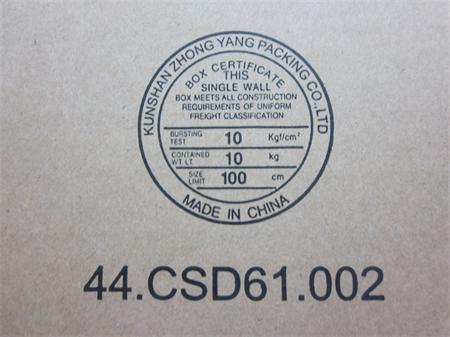 KUNSHAN ZHONG YANG PACKING CO.,LTD
BOX CERTIFICATE
THIS
SINGLE WALL
BOX MEETS ALL CONSTRUCTION
REQUIREMENTS OF UNIFORM
FREIGHT CLASSIFICATION
BURSTING TEST 10 Kgf/cm²
CONTAINED WT. LT. 10 kg
SIZE LIMIT 100 cm
MADE IN CHINA
44.CSD61.002